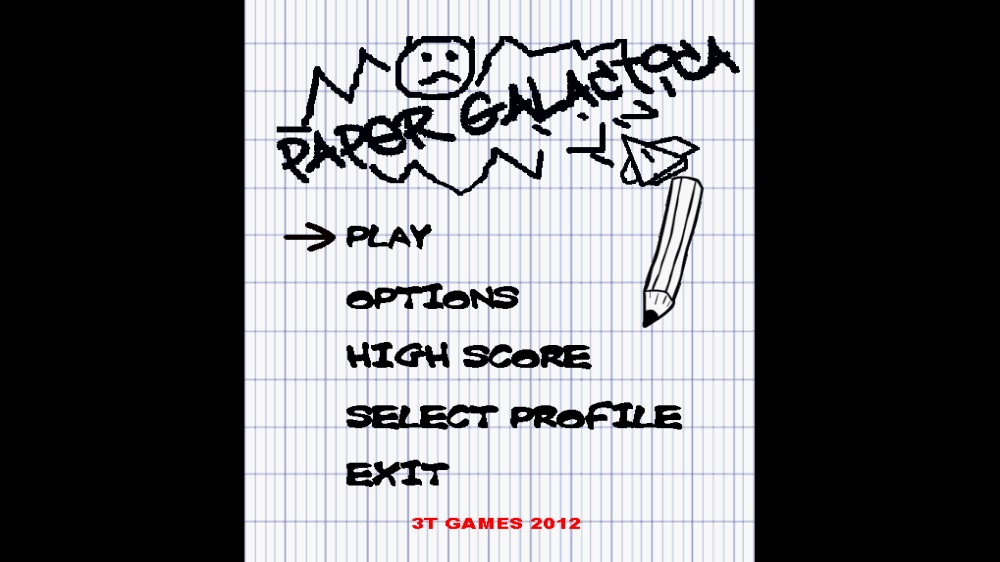 PAPER GALACTICA
PLAY
OPTIONS
HIGH SCORE
SELECT PROFILE
EXIT
3T GAMES 2012